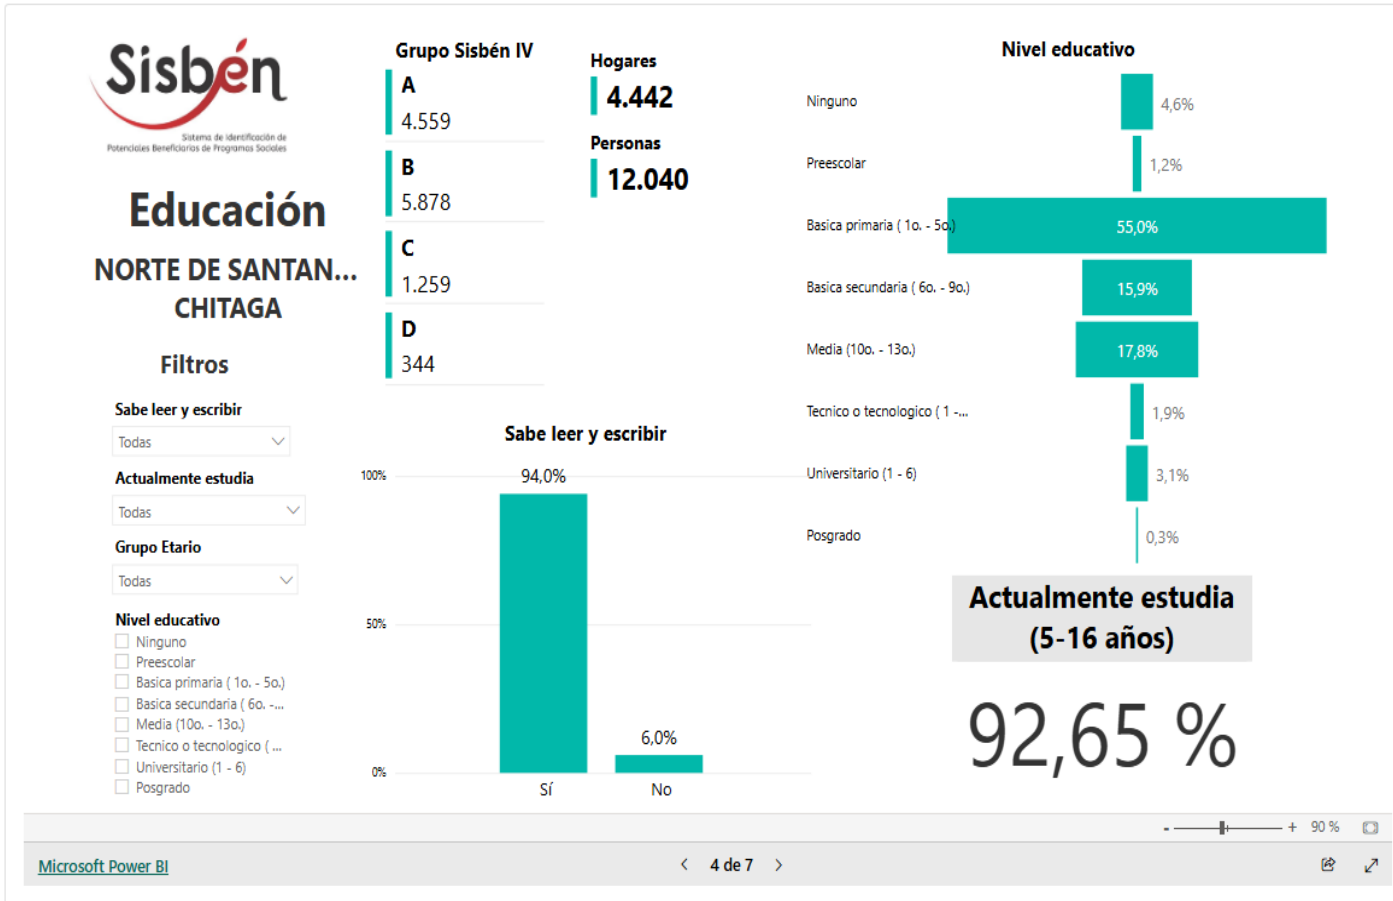 Sisbén
Sistema de Identificación de
Potenciales Beneficiarios de Programas Sociales
Educación
NORTE DE SANTAN...
CHITAGA
Filtros
Sabe leer y escribir
Todas
Actualmente estudia
Todas
Grupo Etario
Todas
Nivel educativo
Ninguno
Preescolar
Basica primaria ( 1o. - 5o.)
Basica secundaria ( 6o. -...
Media (10o. - 13o.)
Tecnico o tecnologico ( ...
Universitario (1 - 6)
Posgrado
Grupo Sisbén IV
A
4.559
B
5.878
C
1.259
D
344
Hogares
4.442
Personas
12.040
Sabe leer y escribir
100%
50%
0%
94,0%
6,0%
Sí
No
Nivel educativo
Ninguno 4,6%
Preescolar 1,2%
Basica primaria ( 1o. - 5o.) 55,0%
Basica secundaria ( 6o. - 9o.) 15,9%
Media (10o. - 13o.) 17,8%
Tecnico o tecnologico ( 1 -... 1,9%
Universitario (1 - 6) 3,1%
Posgrado 0,3%
Actualmente estudia
(5-16 años)
92,65 %
- + 90 %
Microsoft Power BI
< 4 de 7 >